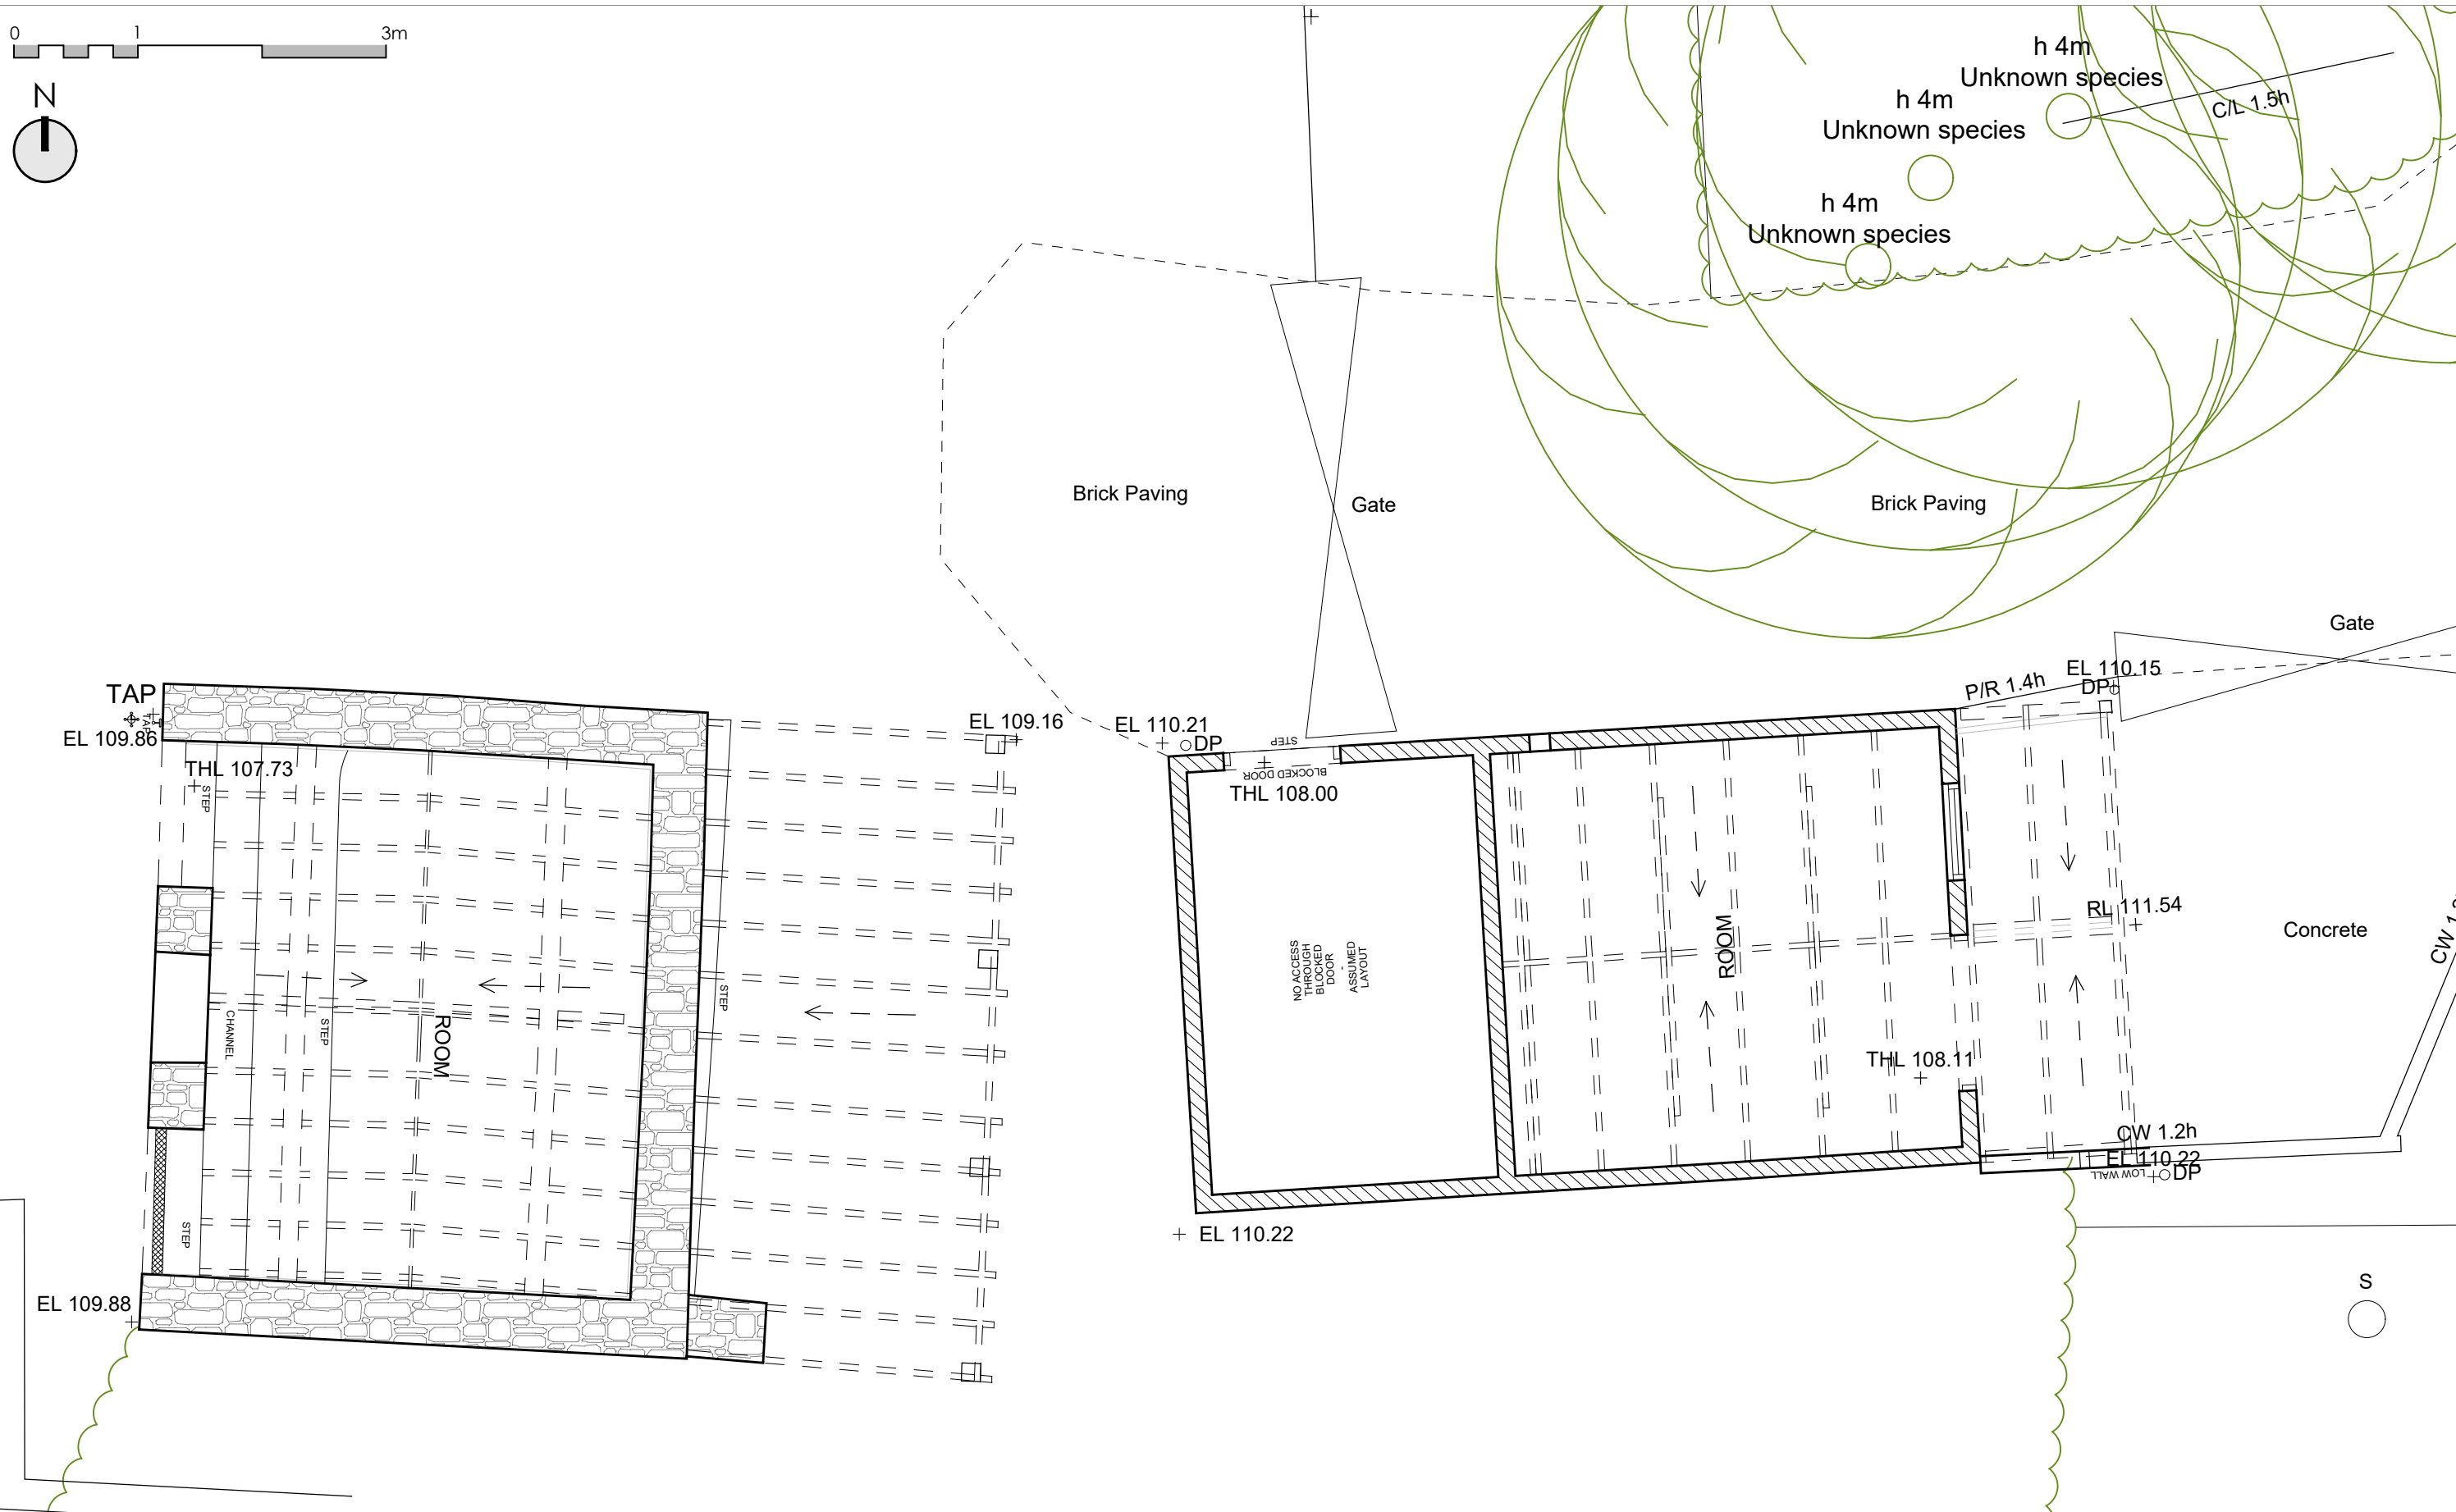 0 1 3m
N
h 4m
Unknown species
h 4m
Unknown species
h 4m
Unknown species
C/L 1.5h
Brick Paving
Gate
Brick Paving
Gate
TAP
TAP
EL 109.86
THL 107.73
STEP
CHANNEL
STEP
ROOM
STEP
STEP
EL 109.88
EL 109.16
EL 110.21
DP
STEP
BLOCKED DOOR
THL 108.00
NO ACCESS
THROUGH
BLOCKED
DOOR
-
ASSUMED
LAYOUT
ROOM
THL 108.11
P/R 1.4h
EL 110.15
DP
RL 111.54
Concrete
CW 1.2h
EL 110.22
LOW WALL
DP
EL 110.22
S